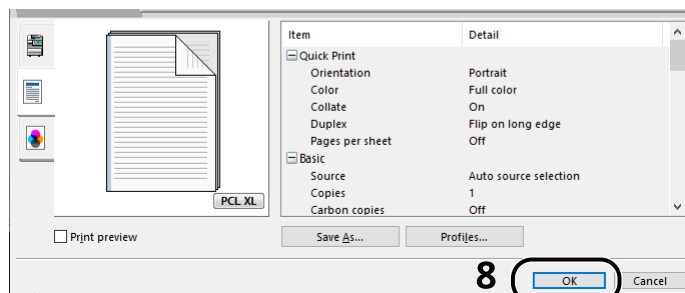 Item Detail
Quick Print
Orientation Portrait
Color Full color
Collate On
Duplex Flip on long edge
Pages per sheet Off
Basic
Source Auto source selection
Copies 1
Carbon copies Off
PCL XL
Print preview Save As... Profiles...
8 OK Cancel